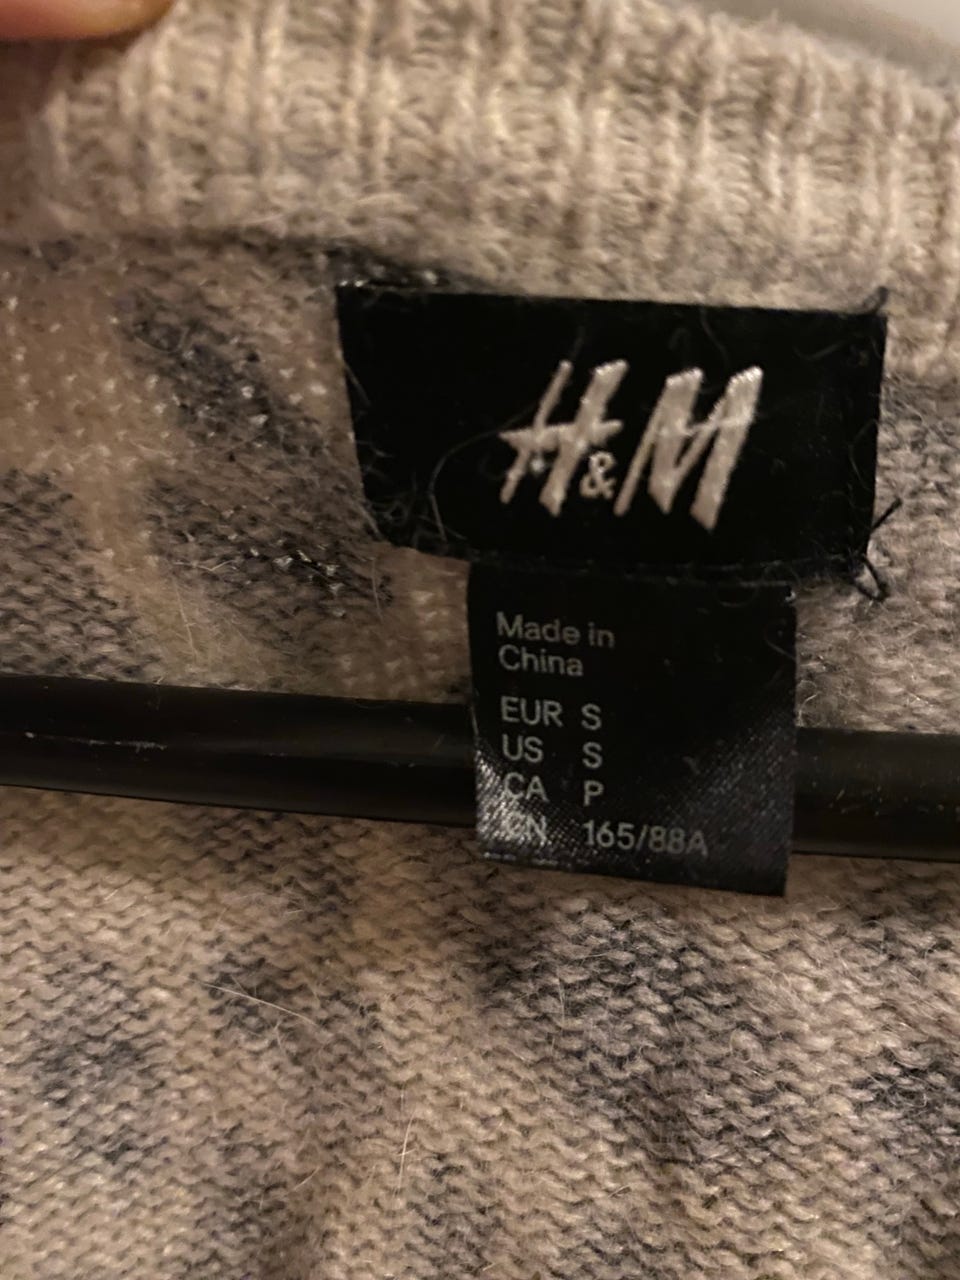 H&M
Made in
China
EUR S
US S
CA P
CN 165/88A